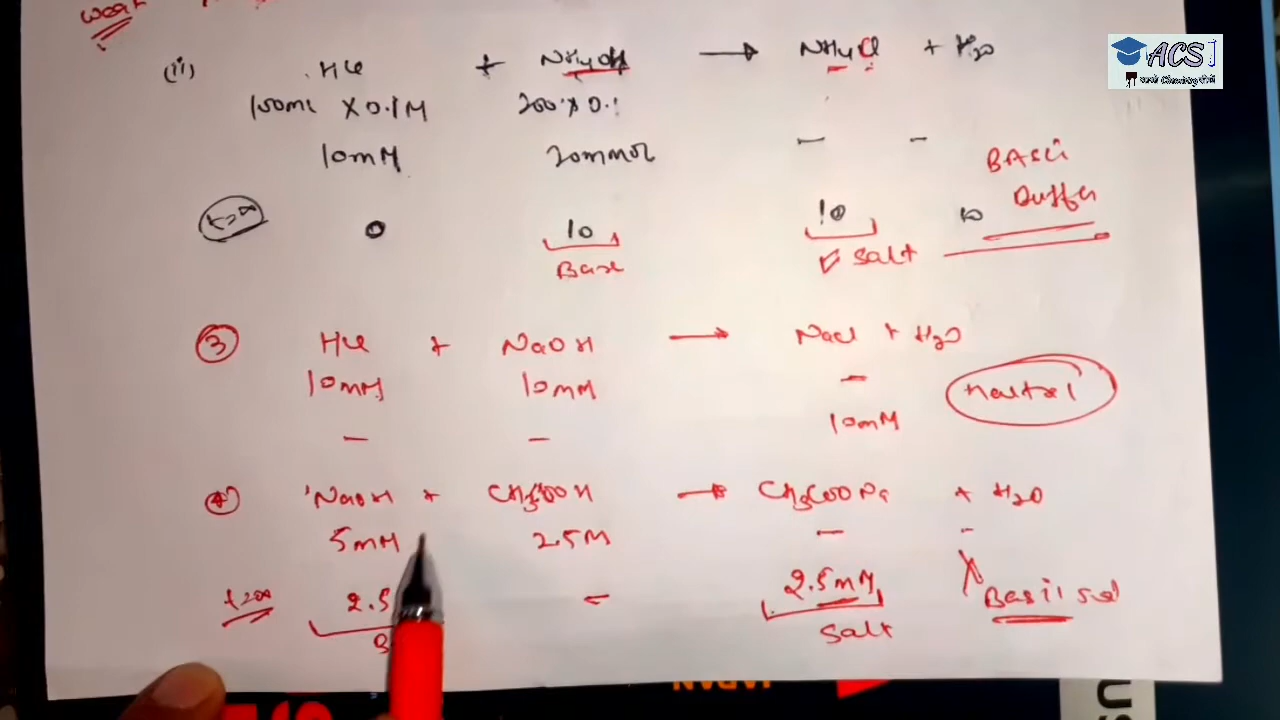 weak
(ii) HCl + NH4OH → NH4Cl + H2O
100ml × 0.1M 200 × 0.1
10mM 20mmol — —
BASic
Buffer
t=∞ 0 10 10 10
Base salt
③ HCl + NaOH → NaCl + H2O
10mM 10mM — Neutral
— — 10mM
④ NaOH + CH3COOH → CH3COONa + H2O
5mM 2.5M — —
t=∞ 2.5 — 2.5mM × Basic sol
Salt
ACS